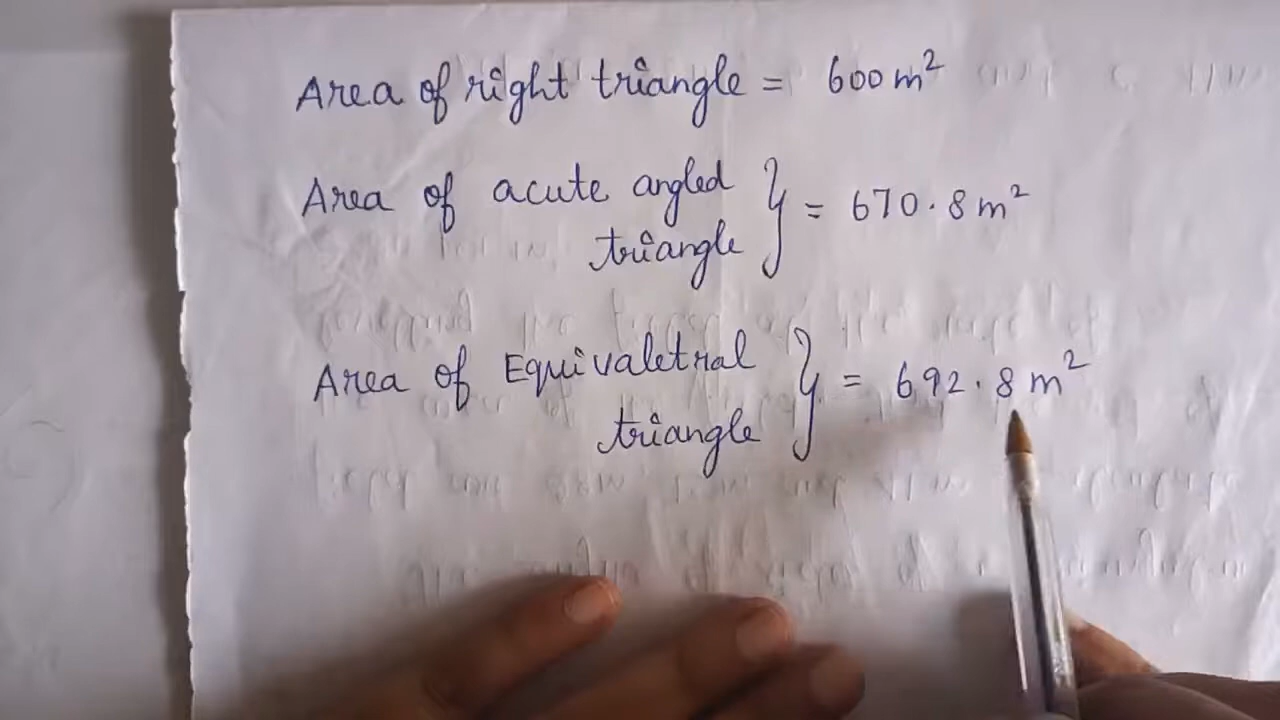 Area of right triangle = 600 m²
Area of acute angled
triangle } = 670.8 m²
Area of Equivaletral
triangle } = 692.8 m²